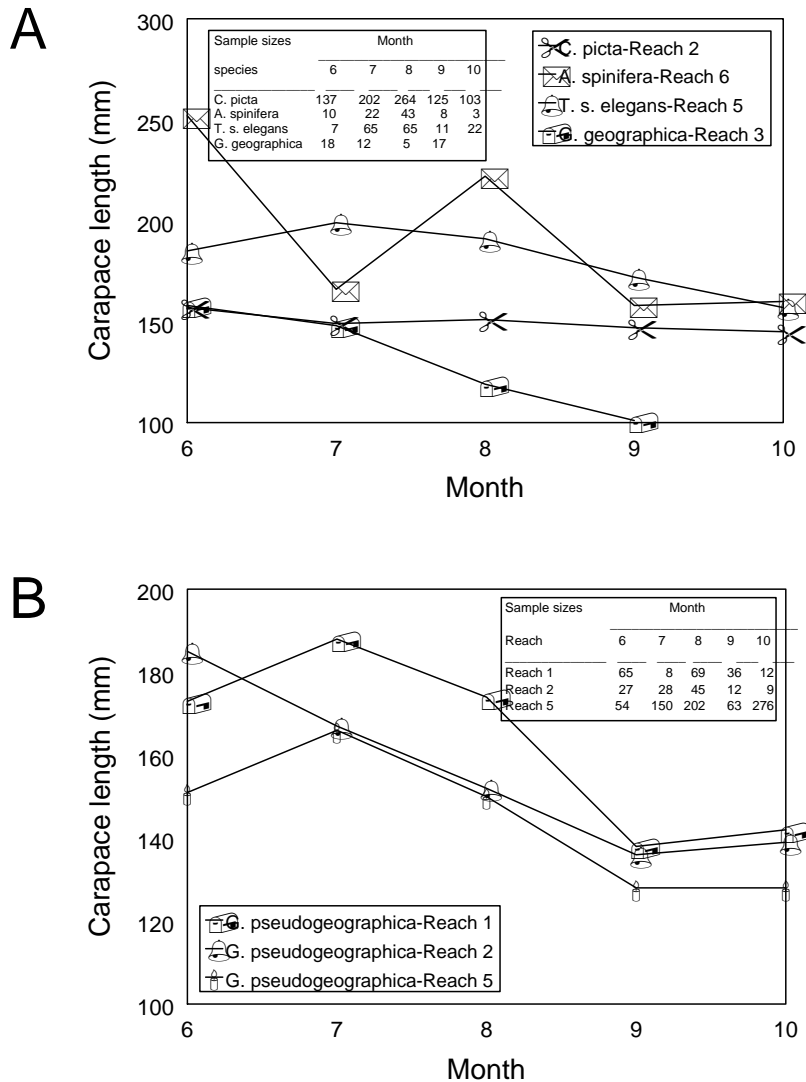 A
Carapace length (mm)
300
250
200
150
100
Sample sizes Month
species 6 7 8 9 10
C. picta 137 202 264 125 103
A. spinifera 10 22 43 8 3
T. s. elegans 7 65 65 11 22
G. geographica 18 12 5 17
C. picta-Reach 2
A. spinifera-Reach 6
T. s. elegans-Reach 5
G. geographica-Reach 3
6 7 8 9 10
Month
B
Carapace length (mm)
200
180
160
140
120
100
Sample sizes Month
Reach 6 7 8 9 10
Reach 1 65 8 69 36 12
Reach 2 27 28 45 12 9
Reach 5 54 150 202 63 276
G. pseudogeographica-Reach 1
G. pseudogeographica-Reach 2
G. pseudogeographica-Reach 5
6 7 8 9 10
Month